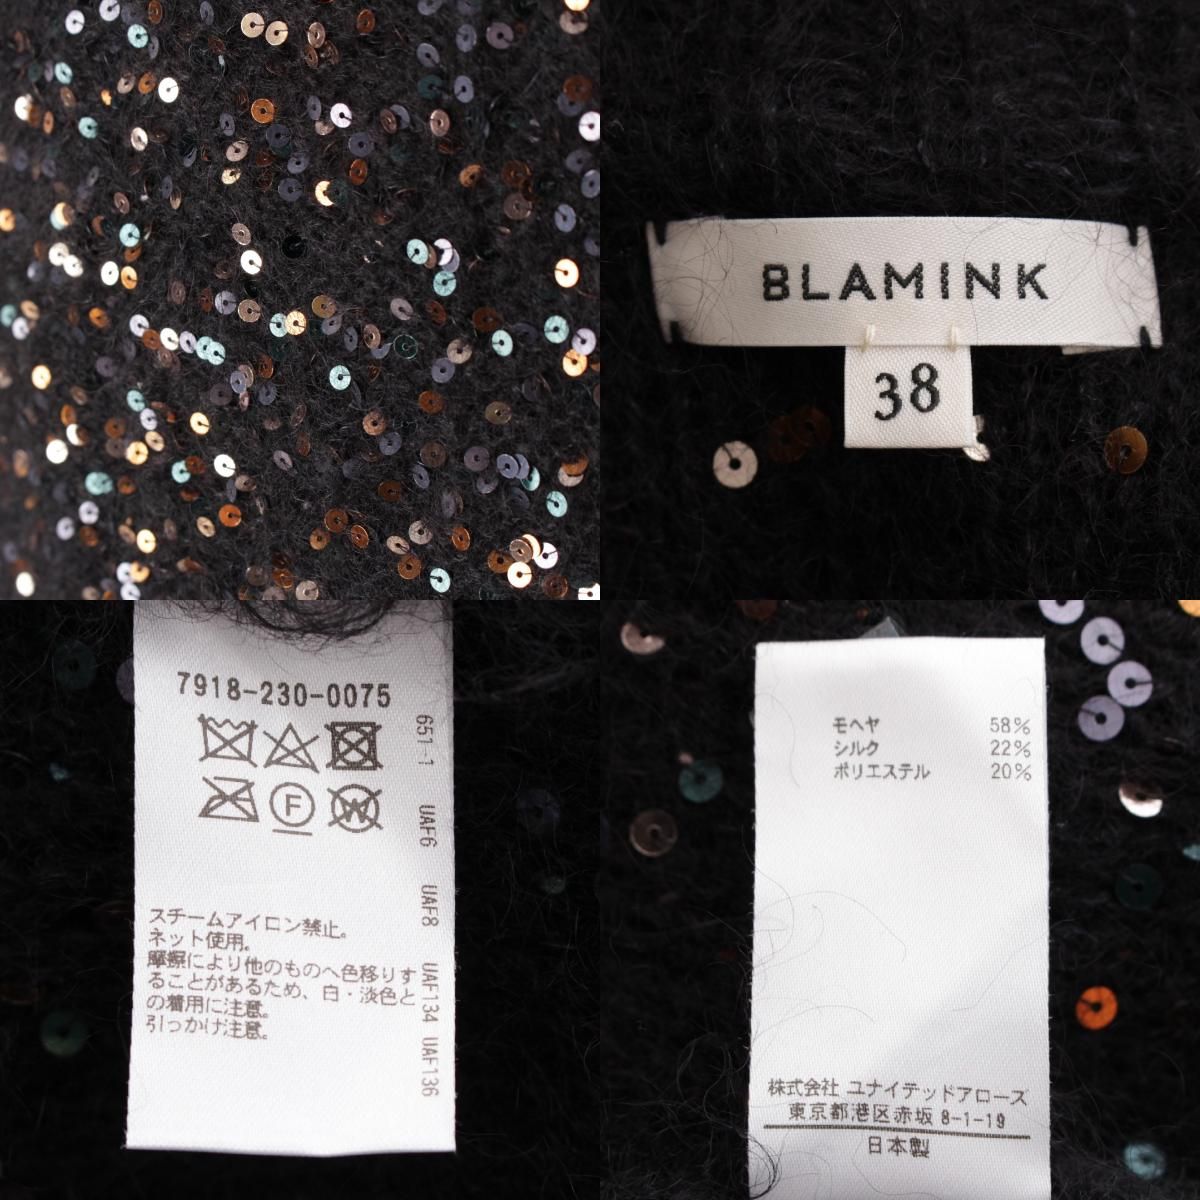 BLAMINK
38
7918-230-0075
F
W
651-1 UAF6 UAF8 UAF134 UAF136
スチームアイロン禁止。
ネット使用。
摩擦により他のものへ色移りす
ることがあるため、白・淡色と
の着用に注意。
引っかけ注意。
モヘヤ 58%
シルク 22%
ポリエステル 20%
株式会社 ユナイテッドアローズ
東京都港区赤坂 8-1-19
日本製